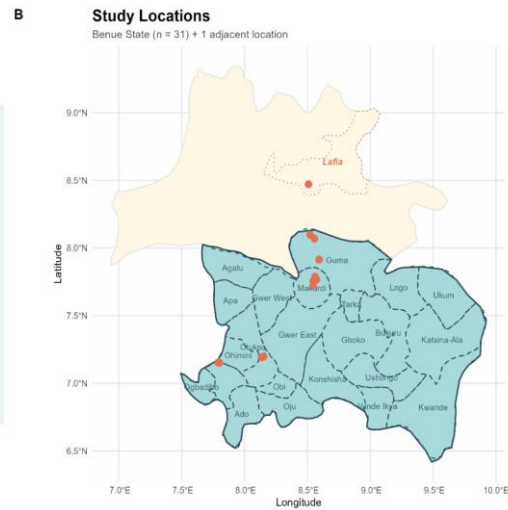 B
Study Locations
Benue State (n = 31) + 1 adjacent location
9.0°N
8.5°N
8.0°N
7.5°N
7.0°N
6.5°N
Latitude
Lafia
Guma
Agatu
Makurdi
Logo
Ukum
Apa
Gwer West
Tarka
Gwer East
Gboko
Buruku
Katsina-Ala
Otukpo
Ohimini
Konshisha
Ushongo
Ogbadibo
Obi
Oju
Ado
Vande Ikya
Kwande
7.0°E
7.5°E
8.0°E
8.5°E
9.0°E
9.5°E
10.0°E
Longitude